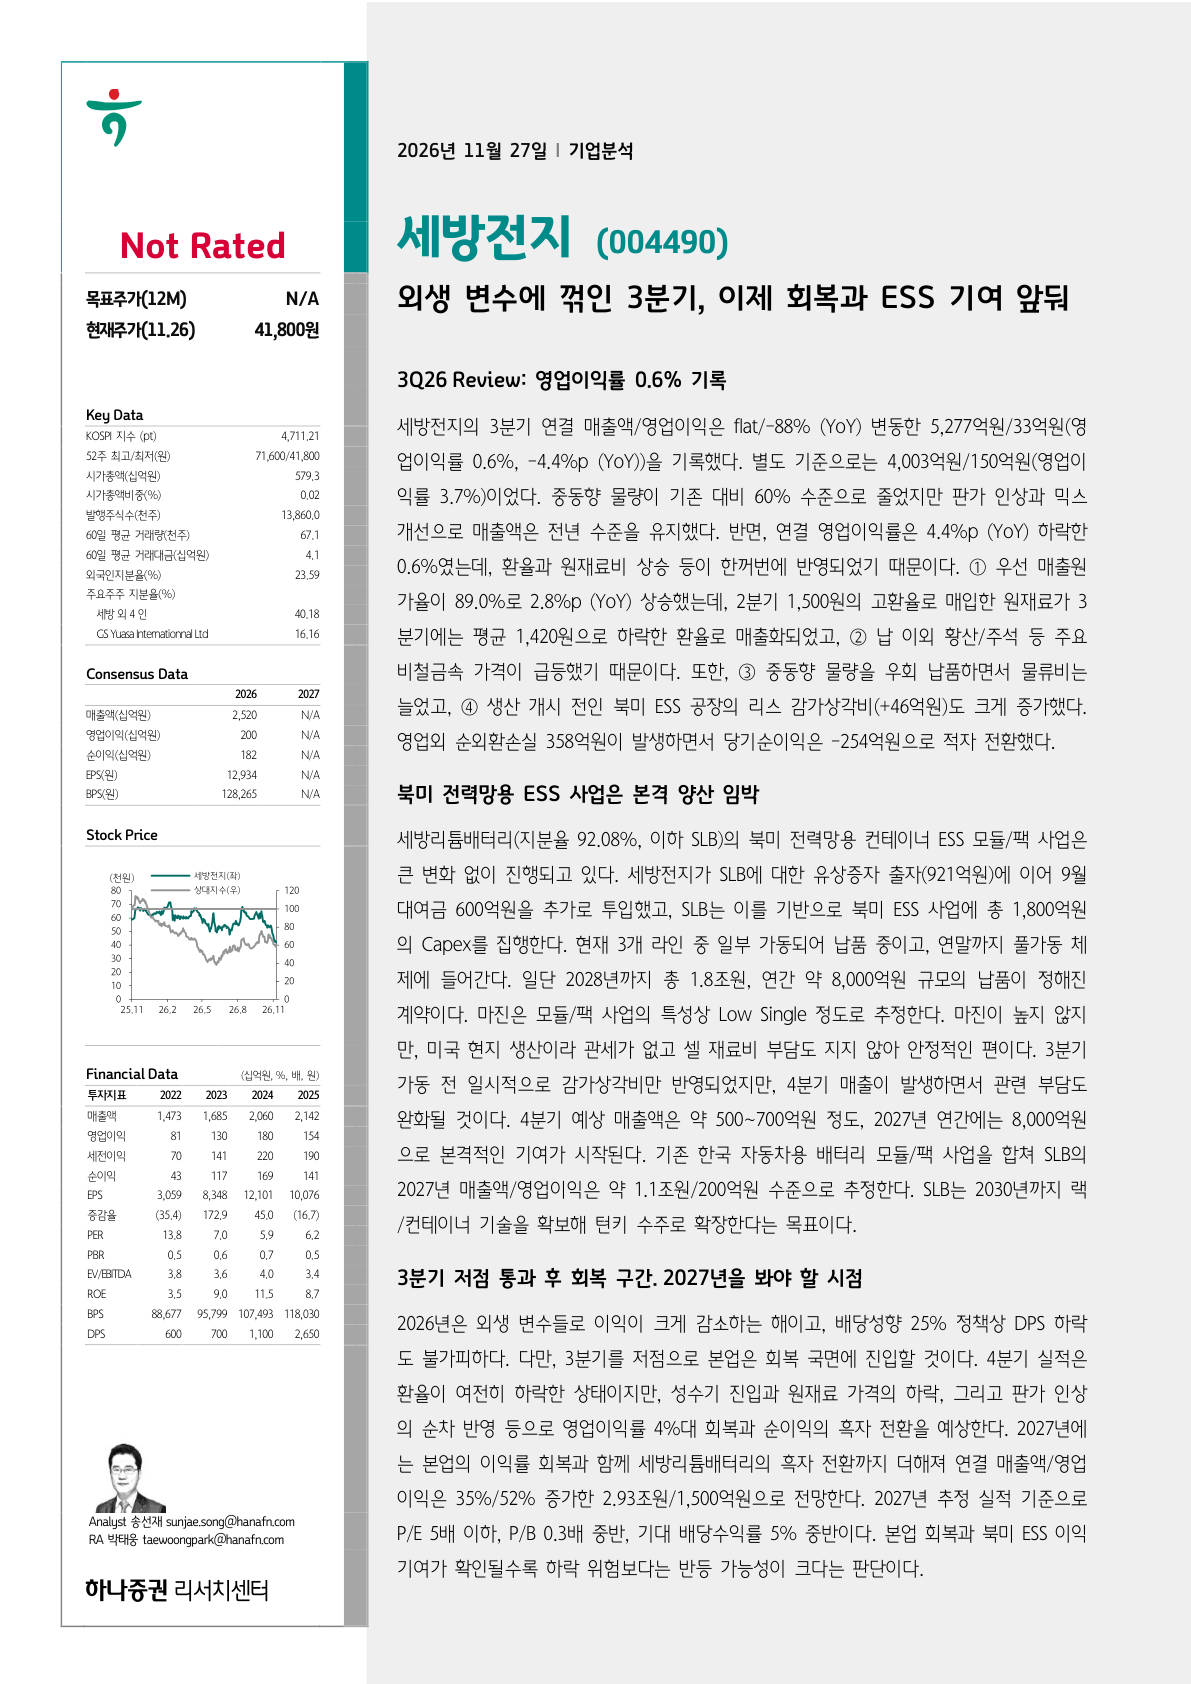 Not Rated
목표주가(12M) N/A
현재주가(11.26) 41,800원
Key Data
KOSPI 지수 (pt) 4,711.21
52주 최고/최저(원) 71,600/41,800
시가총액(십억원) 579.3
시가총액비중(%) 0.02
발행주식수(천주) 13,860.0
60일 평균 거래량(천주) 67.1
60일 평균 거래대금(십억원) 4.1
외국인지분율(%) 23.59
주요주주 지분율(%)
세방 외 4 인 40.18
GS Yuasa Internationnal Ltd 16.16
Consensus Data
2026 2027
매출액(십억원) 2,520 N/A
영업이익(십억원) 200 N/A
순이익(십억원) 182 N/A
EPS(원) 12,934 N/A
BPS(원) 128,265 N/A
Stock Price
(천원) 세방전지(좌)
상대지수(우)
80 120
70 100
60 80
50 60
40
30 40
20 20
10
0 0
25.11 26.2 26.5 26.8 26.11
Financial Data (십억원, %, 배, 원)
투자지표 2022 2023 2024 2025
매출액 1,473 1,685 2,060 2,142
영업이익 81 130 180 154
세전이익 70 141 220 190
순이익 43 117 169 141
EPS 3,059 8,348 12,101 10,076
증감율 (35.4) 172.9 45.0 (16.7)
PER 13.8 7.0 5.9 6.2
PBR 0.5 0.6 0.7 0.5
EV/EBITDA 3.8 3.6 4.0 3.4
ROE 3.5 9.0 11.5 8.7
BPS 88,677 95,799 107,493 118,030
DPS 600 700 1,100 2,650
Analyst 송선재 sunjae.song@hanafn.com
RA 박태웅 taewoongpark@hanafn.com
하나증권 리서치센터
2026년 11월 27일 | 기업분석
세방전지 (004490)
외생 변수에 꺾인 3분기, 이제 회복과 ESS 기여 앞둬
3Q26 Review: 영업이익률 0.6% 기록
세방전지의 3분기 연결 매출액/영업이익은 flat/-88% (YoY) 변동한 5,277억원/33억원(영
업이익률 0.6%, -4.4%p (YoY))을 기록했다. 별도 기준으로는 4,003억원/150억원(영업이
익률 3.7%)이었다. 중동향 물량이 기존 대비 60% 수준으로 줄었지만 판가 인상과 믹스
개선으로 매출액은 전년 수준을 유지했다. 반면, 연결 영업이익률은 4.4%p (YoY) 하락한
0.6%였는데, 환율과 원재료비 상승 등이 한꺼번에 반영되었기 때문이다. ① 우선 매출원
가율이 89.0%로 2.8%p (YoY) 상승했는데, 2분기 1,500원의 고환율로 매입한 원재료가 3
분기에는 평균 1,420원으로 하락한 환율로 매출화되었고, ② 납 이외 황산/주석 등 주요
비철금속 가격이 급등했기 때문이다. 또한, ③ 중동향 물량을 우회 납품하면서 물류비는
늘었고, ④ 생산 개시 전인 북미 ESS 공장의 리스 감가상각비(+46억원)도 크게 증가했다.
영업외 순외환손실 358억원이 발생하면서 당기순이익은 -254억원으로 적자 전환했다.
북미 전력망용 ESS 사업은 본격 양산 임박
세방리튬배터리(지분율 92.08%, 이하 SLB)의 북미 전력망용 컨테이너 ESS 모듈/팩 사업은
큰 변화 없이 진행되고 있다. 세방전지가 SLB에 대한 유상증자 출자(921억원)에 이어 9월
대여금 600억원을 추가로 투입했고, SLB는 이를 기반으로 북미 ESS 사업에 총 1,800억원
의 Capex를 집행한다. 현재 3개 라인 중 일부 가동되어 납품 중이고, 연말까지 풀가동 체
제에 들어간다. 일단 2028년까지 총 1.8조원, 연간 약 8,000억원 규모의 납품이 정해진
계약이다. 마진은 모듈/팩 사업의 특성상 Low Single 정도로 추정한다. 마진이 높지 않지
만, 미국 현지 생산이라 관세가 없고 셀 재료비 부담도 지지 않아 안정적인 편이다. 3분기
가동 전 일시적으로 감가상각비만 반영되었지만, 4분기 매출이 발생하면서 관련 부담도
완화될 것이다. 4분기 예상 매출액은 약 500~700억원 정도, 2027년 연간에는 8,000억원
으로 본격적인 기여가 시작된다. 기존 한국 자동차용 배터리 모듈/팩 사업을 합쳐 SLB의
2027년 매출액/영업이익은 약 1.1조원/200억원 수준으로 추정한다. SLB는 2030년까지 랙
/컨테이너 기술을 확보해 턴키 수주로 확장한다는 목표이다.
3분기 저점 통과 후 회복 구간. 2027년을 봐야 할 시점
2026년은 외생 변수들로 이익이 크게 감소하는 해이고, 배당성향 25% 정책상 DPS 하락
도 불가피하다. 다만, 3분기를 저점으로 본업은 회복 국면에 진입할 것이다. 4분기 실적은
환율이 여전히 하락한 상태이지만, 성수기 진입과 원재료 가격의 하락, 그리고 판가 인상
의 순차 반영 등으로 영업이익률 4%대 회복과 순이익의 흑자 전환을 예상한다. 2027년에
는 본업의 이익률 회복과 함께 세방리튬배터리의 흑자 전환까지 더해져 연결 매출액/영업
이익은 35%/52% 증가한 2.93조원/1,500억원으로 전망한다. 2027년 추정 실적 기준으로
P/E 5배 이하, P/B 0.3배 중반, 기대 배당수익률 5% 중반이다. 본업 회복과 북미 ESS 이익
기여가 확인될수록 하락 위험보다는 반등 가능성이 크다는 판단이다.